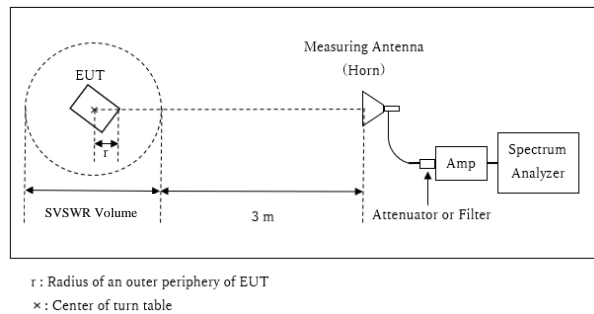 Measuring Antenna
(Horn)
EUT
r
Amp
Spectrum
Analyzer
SVSWR Volume
3 m
Attenuator or Filter
r : Radius of an outer periphery of EUT
× : Center of turn table